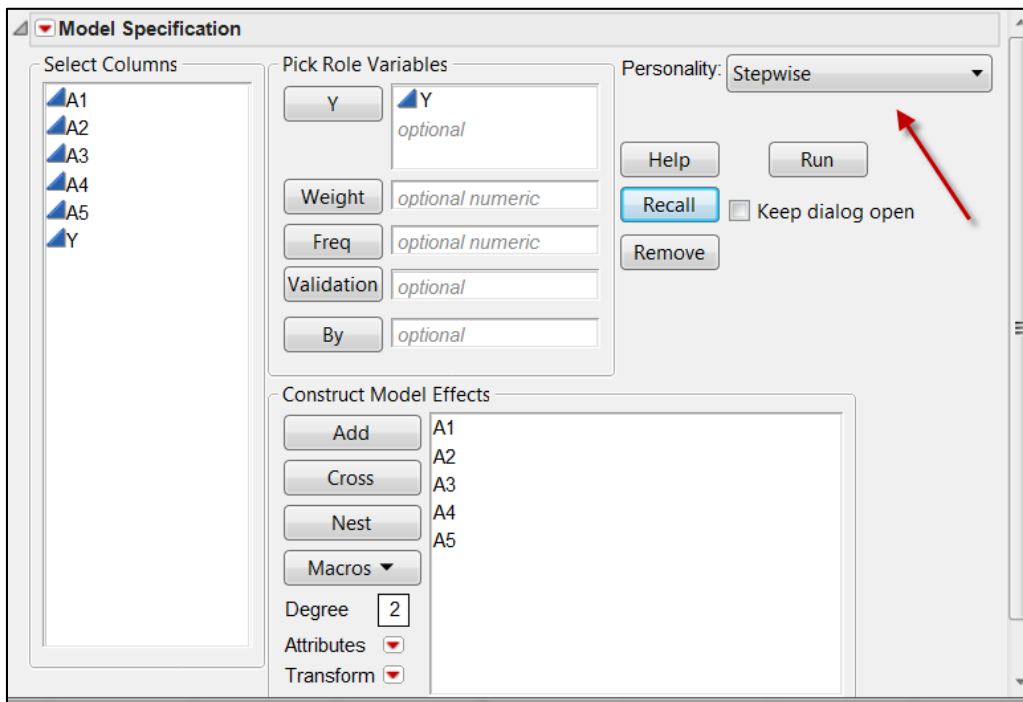 Model Specification
Select Columns
A1
A2
A3
A4
A5
Y
Pick Role Variables
Y
Y
optional
Weight
optional numeric
Freq
optional numeric
Validation
optional
By
optional
Personality:
Stepwise
Help
Run
Recall
Keep dialog open
Remove
Construct Model Effects
Add
Cross
Nest
Macros
Degree
2
Attributes
Transform
A1
A2
A3
A4
A5